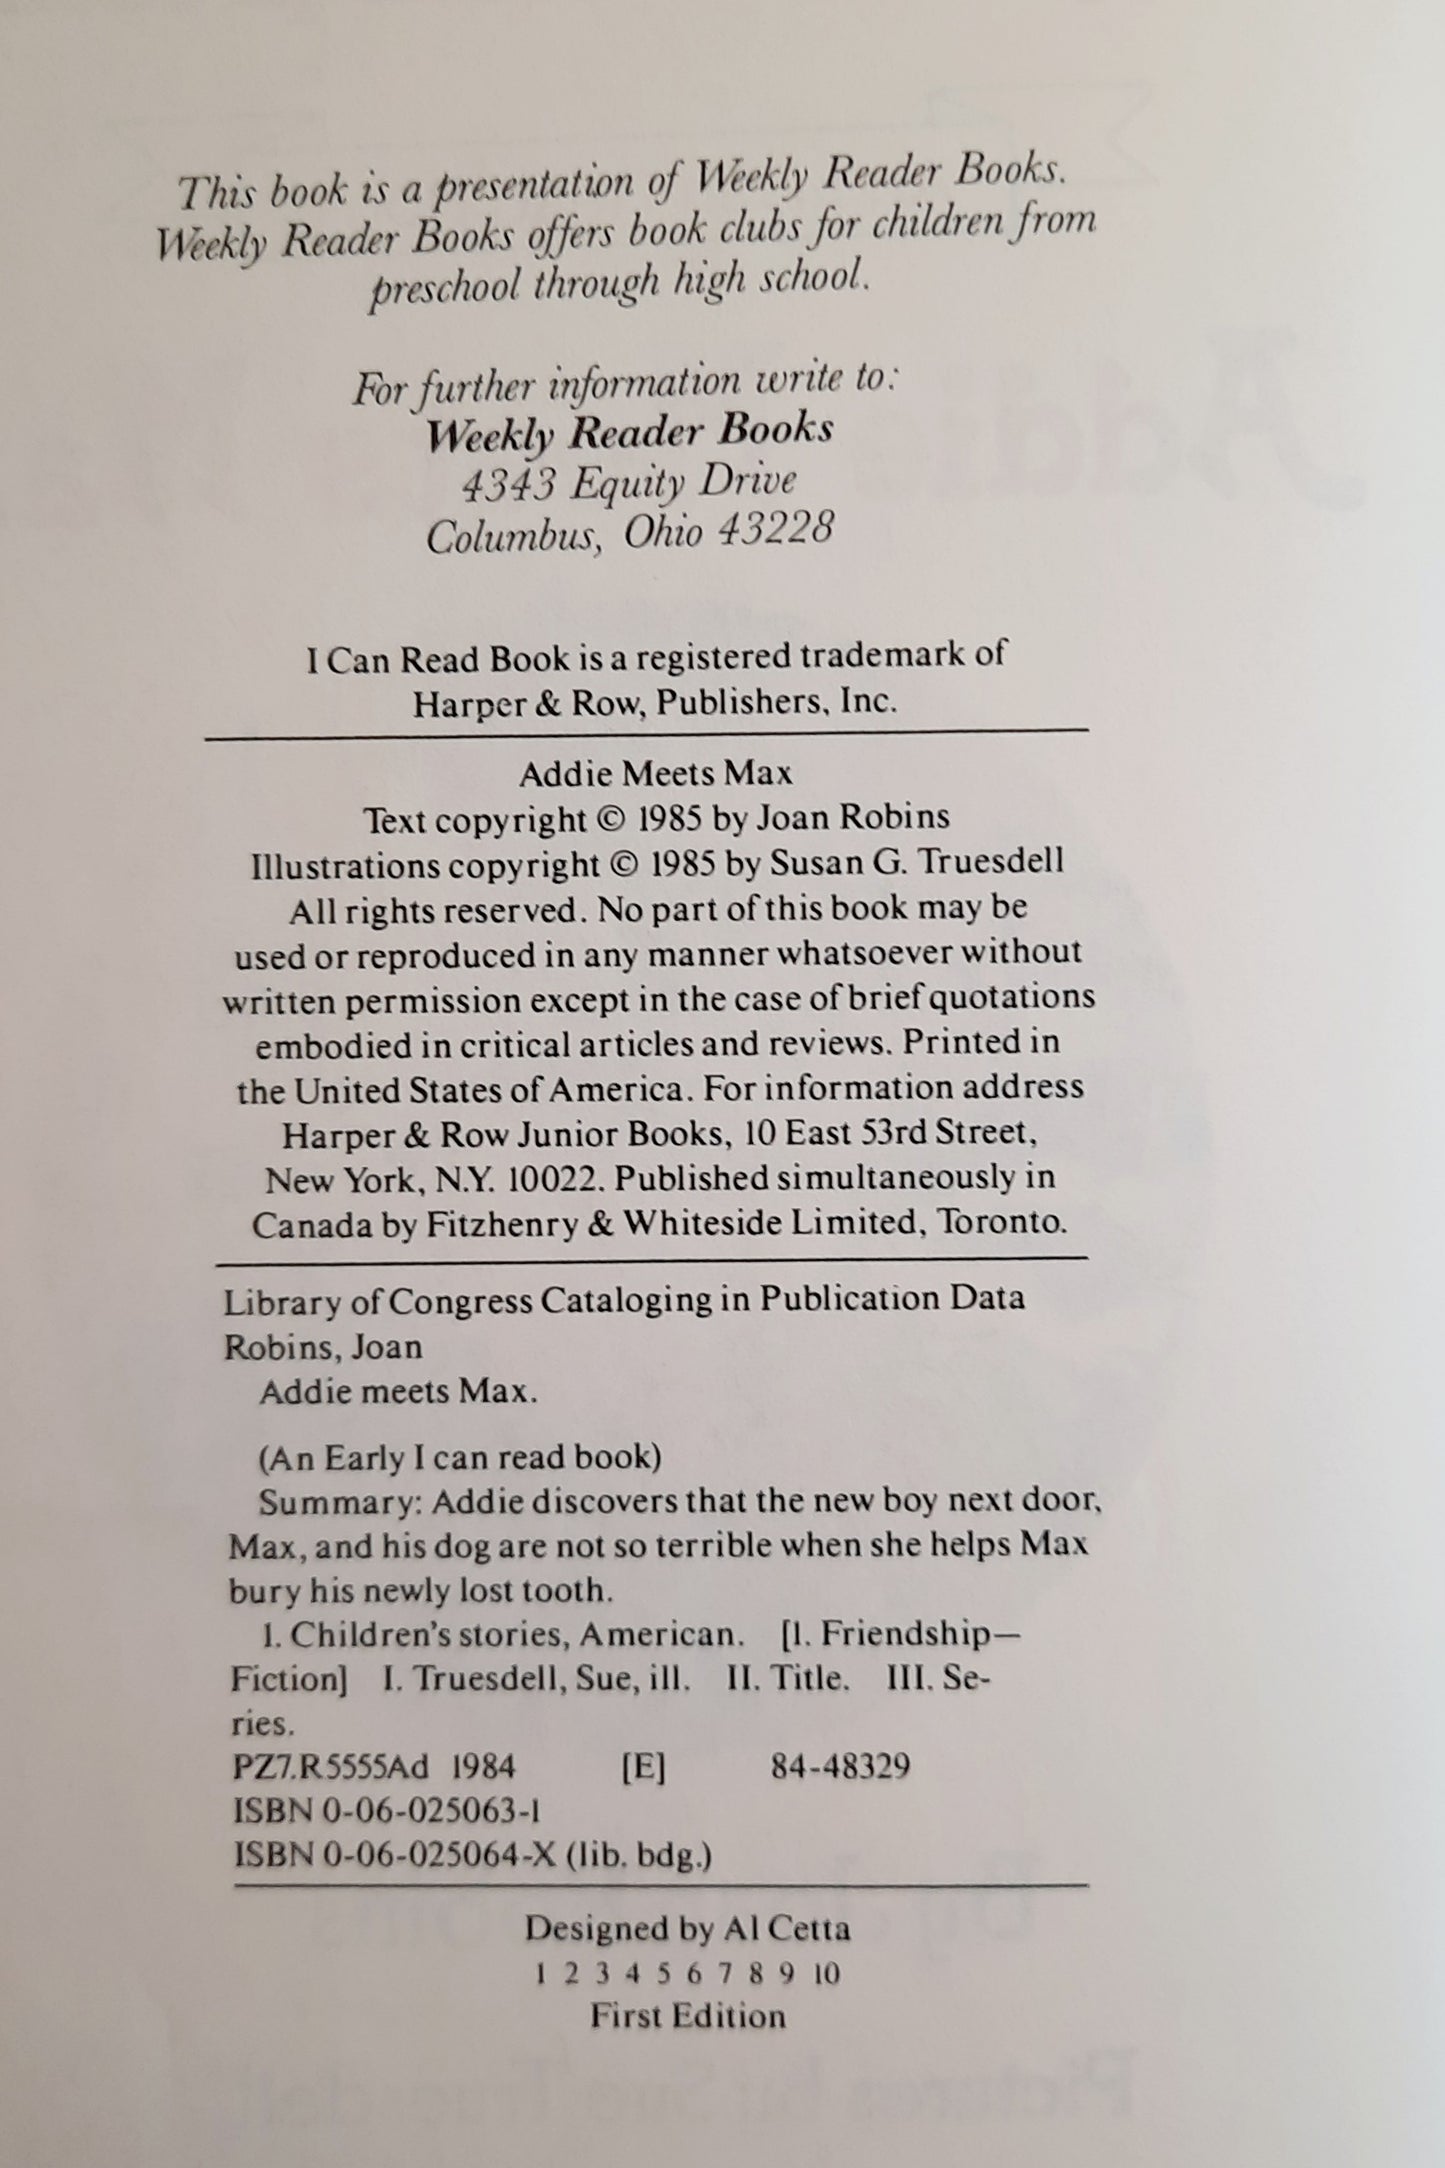 This book is a presentation of Weekly Reader Books.
Weekly Reader Books offers book clubs for children from
preschool through high school.
For further information write to:
Weekly Reader Books
4343 Equity Drive
Columbus, Ohio 43228
I Can Read Book is a registered trademark of
Harper & Row, Publishers, Inc.
Addie Meets Max
Text copyright © 1985 by Joan Robins
Illustrations copyright © 1985 by Susan G. Truesdell
All rights reserved. No part of this book may be
used or reproduced in any manner whatsoever without
written permission except in the case of brief quotations
embodied in critical articles and reviews. Printed in
the United States of America. For information address
Harper & Row Junior Books, 10 East 53rd Street,
New York, N.Y. 10022. Published simultaneously in
Canada by Fitzhenry & Whiteside Limited, Toronto.
Library of Congress Cataloging in Publication Data
Robins, Joan
Addie meets Max.
(An Early I can read book)
Summary: Addie discovers that the new boy next door,
Max, and his dog are not so terrible when she helps Max
bury his newly lost tooth.
1. Children's stories, American. [1. Friendship—
Fiction] I. Truesdell, Sue, ill. II. Title. III. Se-
ries.
PZ7.R5555Ad 1984 [E] 84-48329
ISBN 0-06-025063-1
ISBN 0-06-025064-X (lib. bdg.)
Designed by Al Cetta
1 2 3 4 5 6 7 8 9 10
First Edition